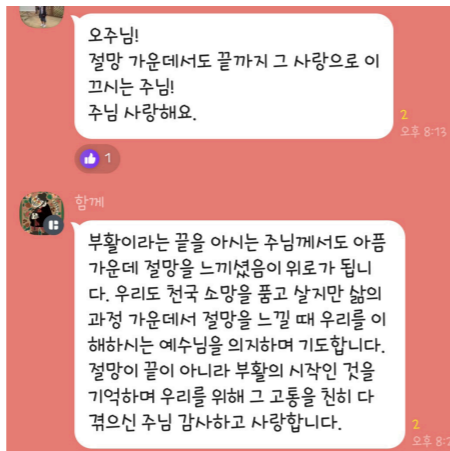 오주님!
절망 가운데서도 끝까지 그 사랑으로 이
끄시는 주님!
주님 사랑해요.
2
오후 8:13
1
함께
부활이라는 끝을 아시는 주님께서도 아픔
가운데 절망을 느끼셨음이 위로가 됩니
다. 우리도 천국 소망을 품고 살지만 삶의
과정 가운데서 절망을 느낄 때 우리를 이
해하시는 예수님을 의지하며 기도합니다.
절망이 끝이 아니라 부활의 시작인 것을
기억하며 우리를 위해 그 고통을 친히 다
겪으신 주님 감사하고 사랑합니다.
2
오후